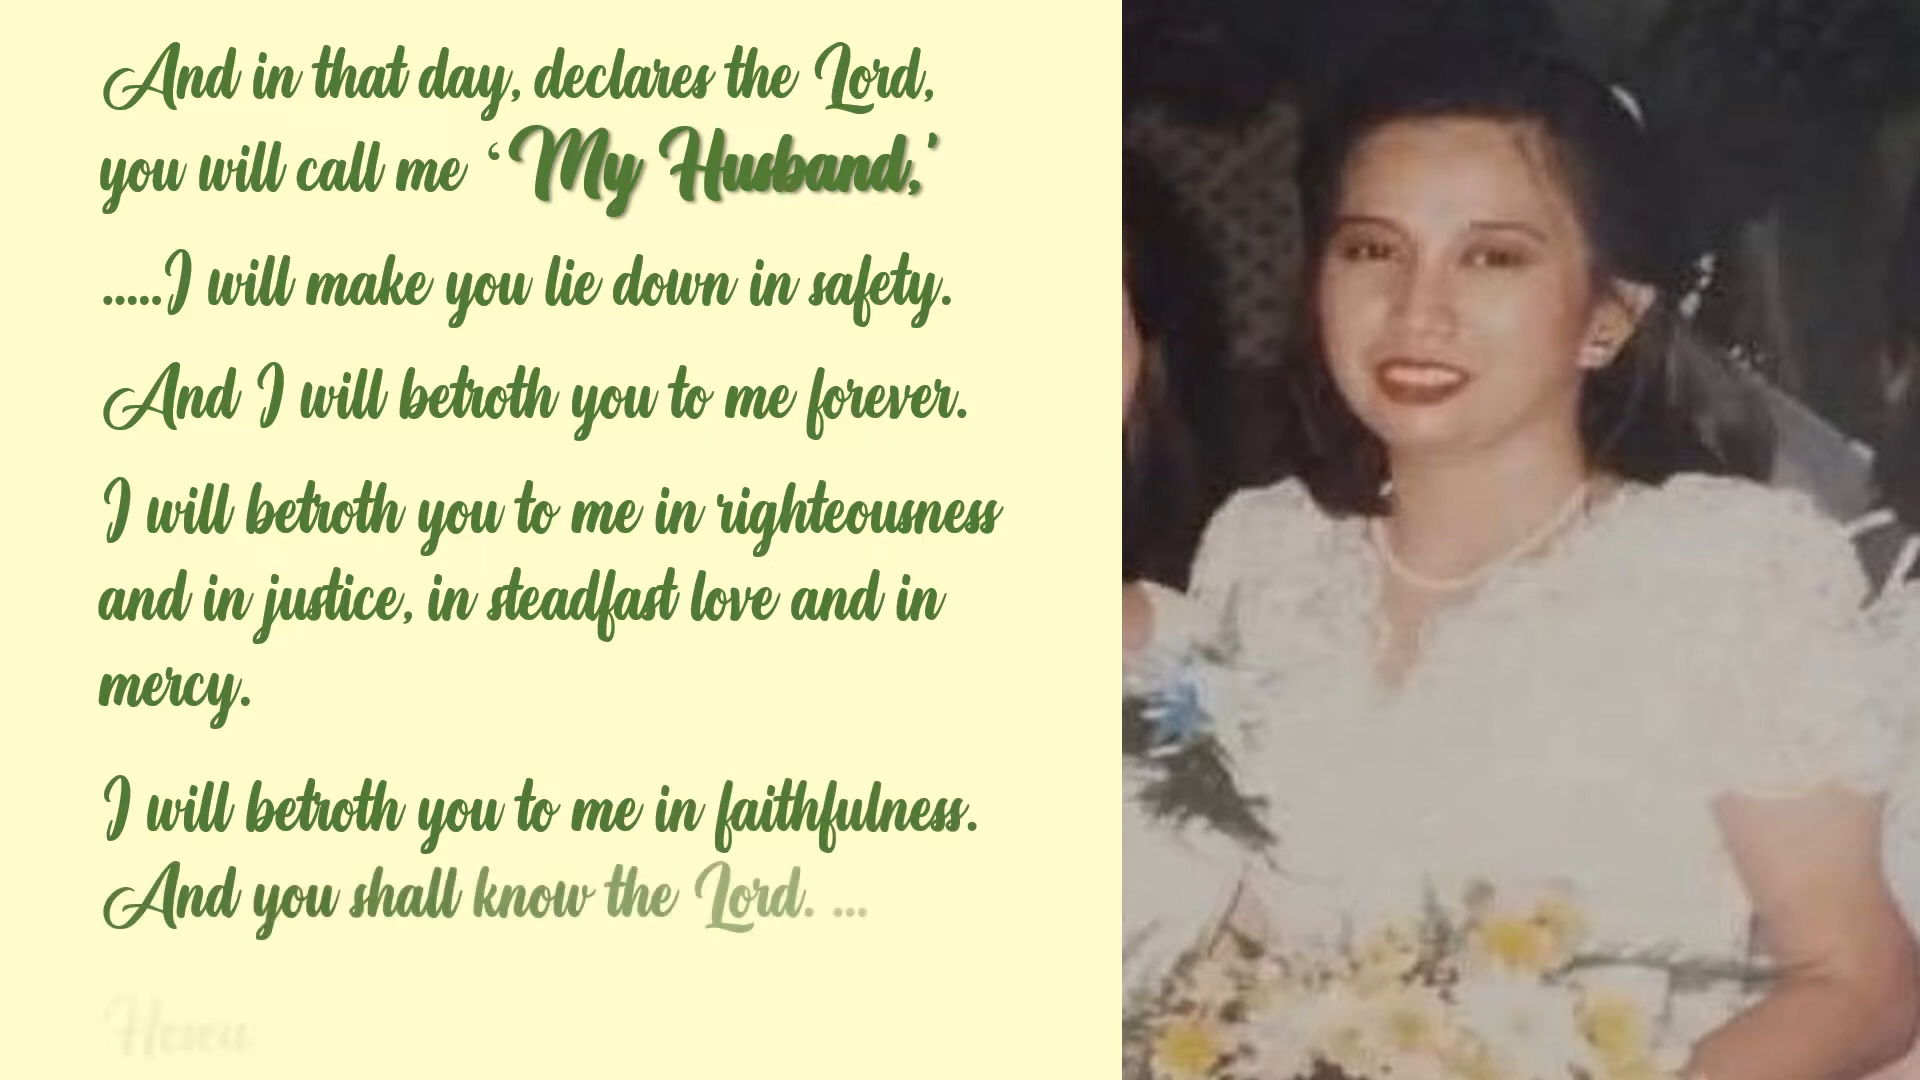 And in that day, declares the Lord,
you will call me ‘My Husband,’
.....I will make you lie down in safety.
And I will betroth you to me forever.
I will betroth you to me in righteousness
and in justice, in steadfast love and in
mercy.
I will betroth you to me in faithfulness.
And you shall know the Lord. ...